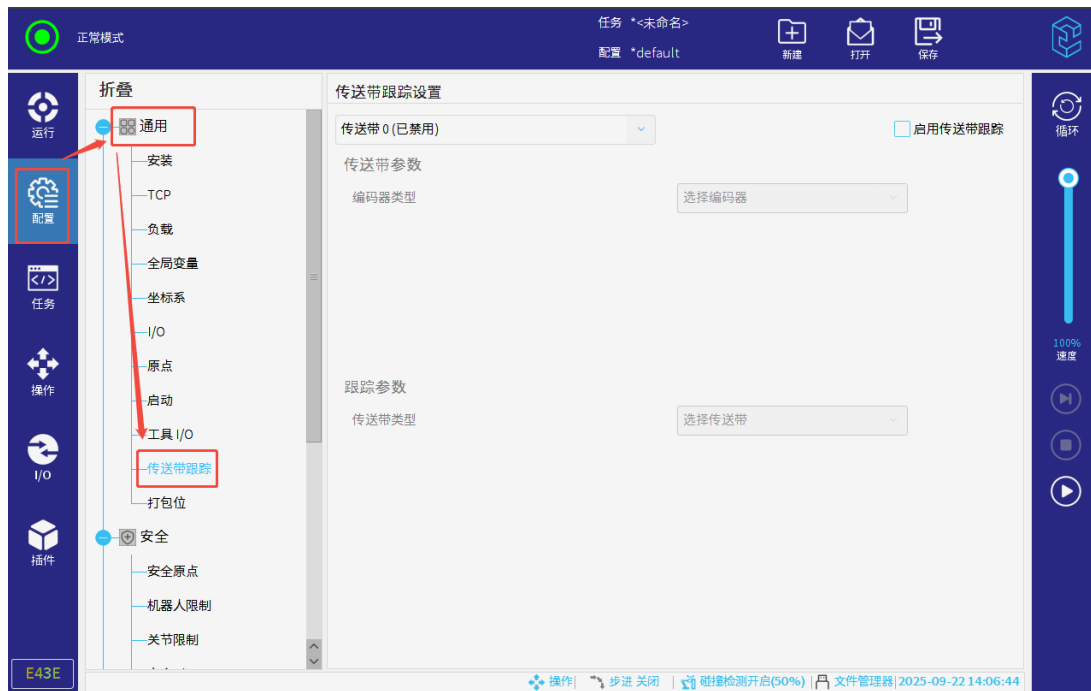 正常模式
任务 *<未命名>
配置 *default
新建
打开
保存
运行
配置
任务
操作
I/O
插件
E43E
折叠
通用
安装
TCP
负载
全局变量
坐标系
I/O
原点
启动
工具 I/O
传送带跟踪
打包位
安全
安全原点
机器人限制
关节限制
传送带跟踪设置
传送带 0 (已禁用)
启用传送带跟踪
传送带参数
编码器类型
选择编码器
跟踪参数
传送带类型
选择传送带
循环
100%
速度
操作| 步进 关闭 | 碰撞检测开启(50%) | 文件管理器| 2025-09-22 14:06:44